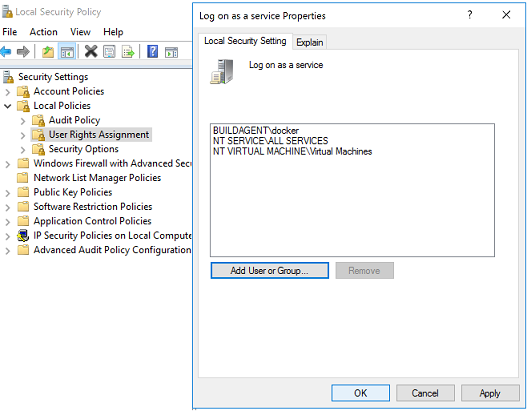 Local Security Policy
File Action View Help
Security Settings
Account Policies
Local Policies
Audit Policy
User Rights Assignment
Security Options
Windows Firewall with Advanced Secu
Network List Manager Policies
Public Key Policies
Software Restriction Policies
Application Control Policies
IP Security Policies on Local Compute
Advanced Audit Policy Configuration
Log on as a service Properties
? ×
Local Security Setting Explain
Log on as a service
BUILDAGENT\docker
NT SERVICE\ALL SERVICES
NT VIRTUAL MACHINE\Virtual Machines
Add User or Group... Remove
OK Cancel Apply